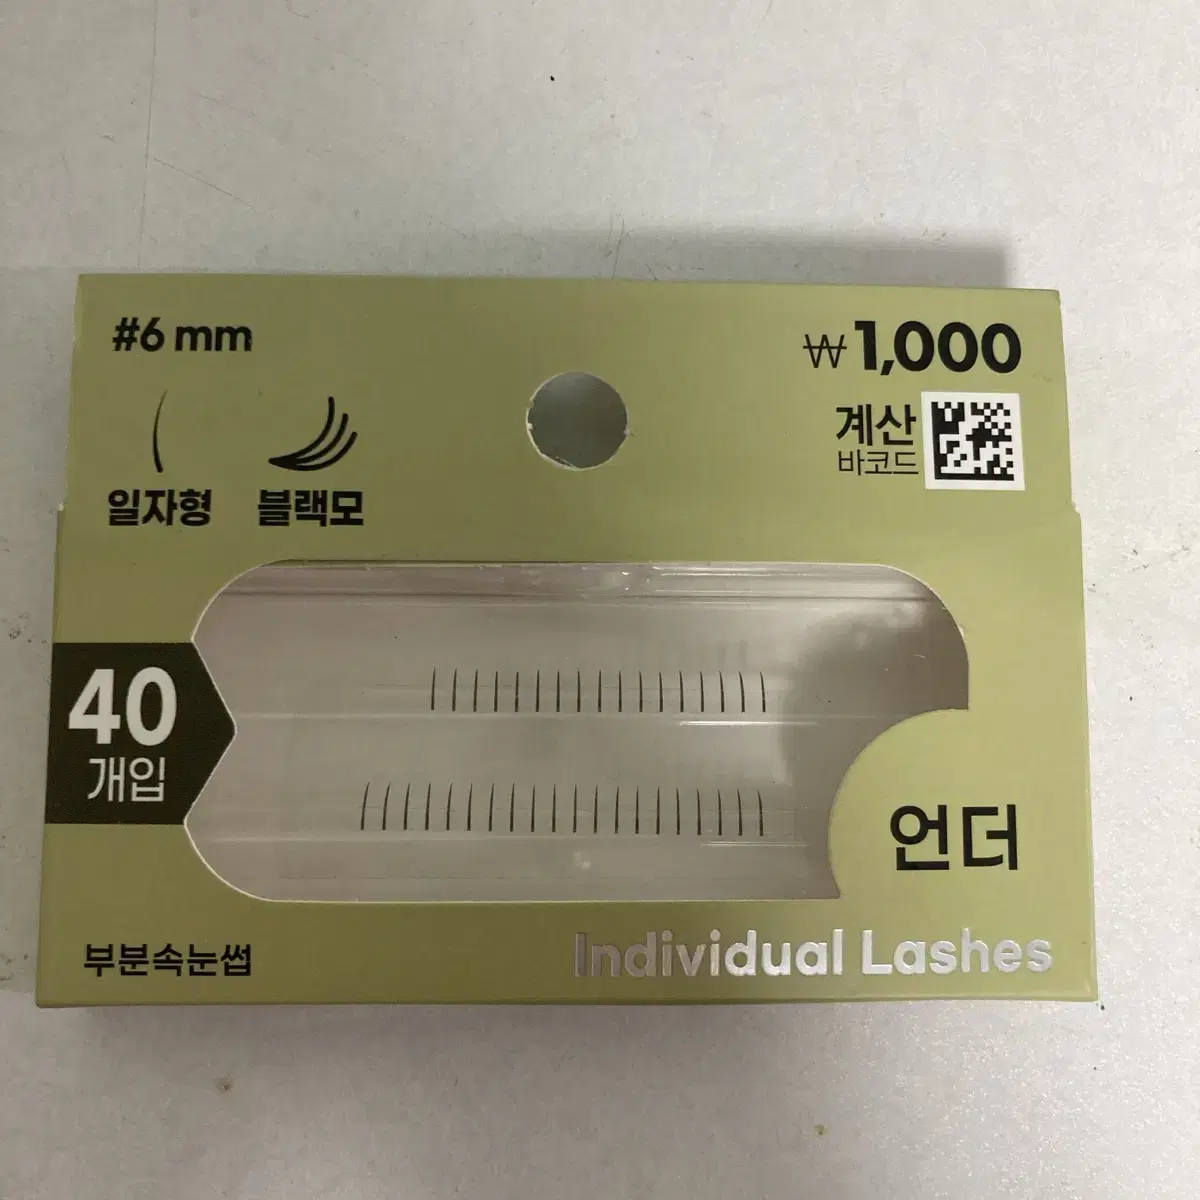 #6 mm
₩1,000
계산
바코드
일자형
블랙모
40
개입
언더
부분속눈썹
Individual Lashes